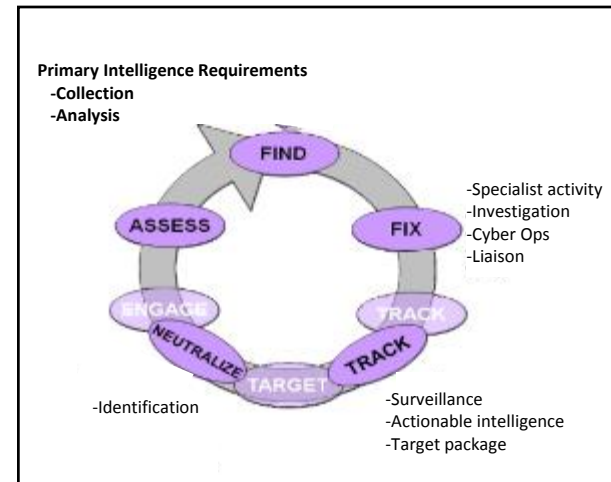 Primary Intelligence Requirements
-Collection
-Analysis
FIND
ASSESS
FIX
-Specialist activity
-Investigation
-Cyber Ops
-Liaison
ENGAGE
TRACK
NEUTRALIZE
TRACK
TARGET
-Identification
-Surveillance
-Actionable intelligence
-Target package